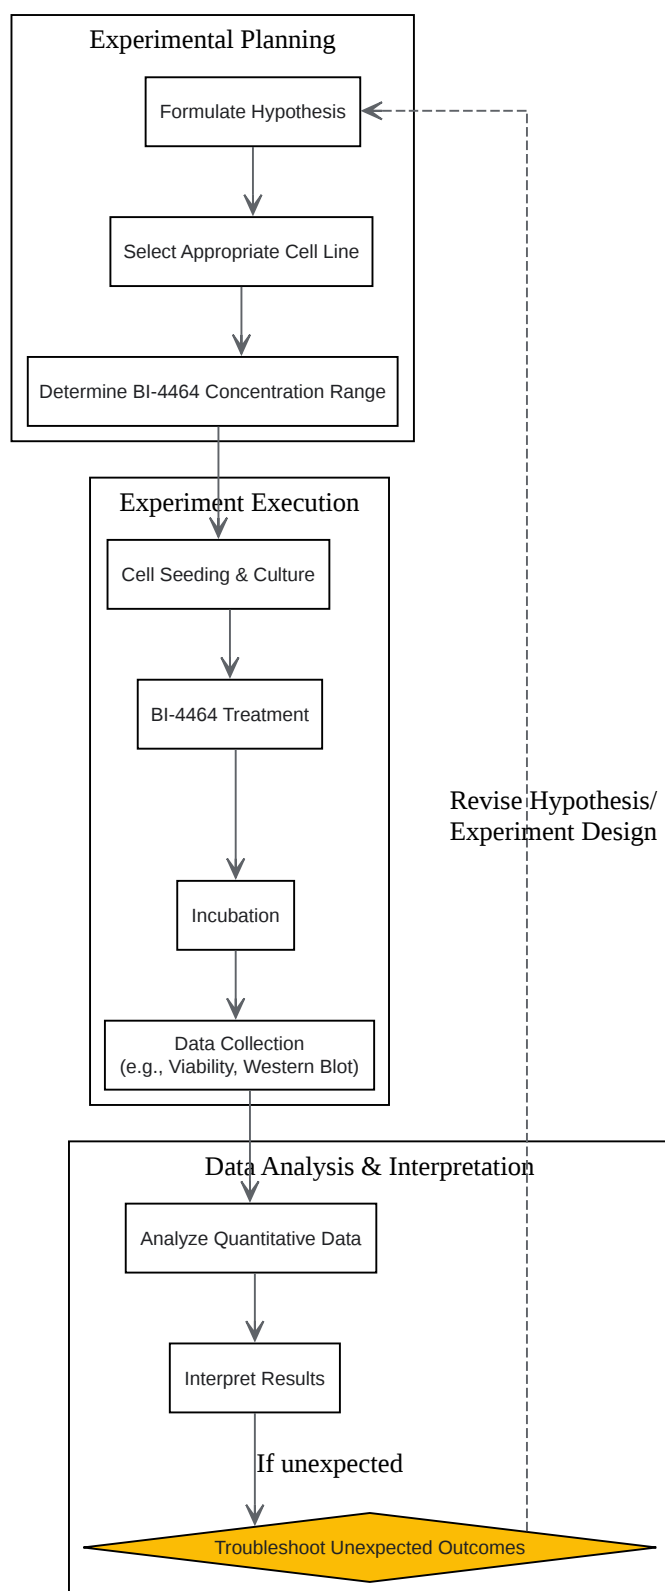 Experimental Planning
Formulate Hypothesis
Select Appropriate Cell Line
Determine BI-4464 Concentration Range
Experiment Execution
Cell Seeding & Culture
BI-4464 Treatment
Revise Hypothesis/
Experiment Design
Incubation
Data Collection
(e.g., Viability, Western Blot)
Data Analysis & Interpretation
Analyze Quantitative Data
Interpret Results
If unexpected
Troubleshoot Unexpected Outcomes